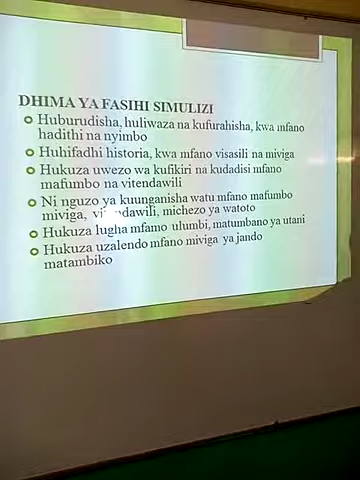 DHIMA YA FASIHI SIMULIZI
Huburudisha, huliwaza na kufurahisha, kwa mfano
hadithi na nyimbo
Huhifadhi historia, kwa mfano visasili na miviga
Hukuza uwezo wa kufikiri na kudadisi mfano
mafumbo na vitendawili
Ni nguzo ya kuunganisha watu mfano mafumbo
miviga, michezo ya watoto
Hukuza lugha mfamo ulumbi, matumbano ya utani
Hukuza uzalendo mfano miviga ya jando
matambiko